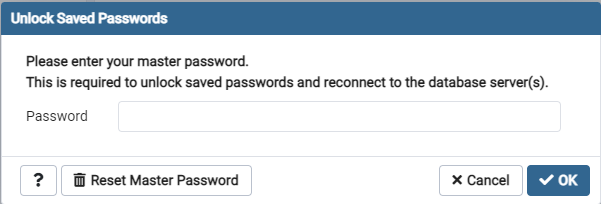 Unlock Saved Passwords
Please enter your master password.
This is required to unlock saved passwords and reconnect to the database server(s).
Password
? Reset Master Password Cancel OK